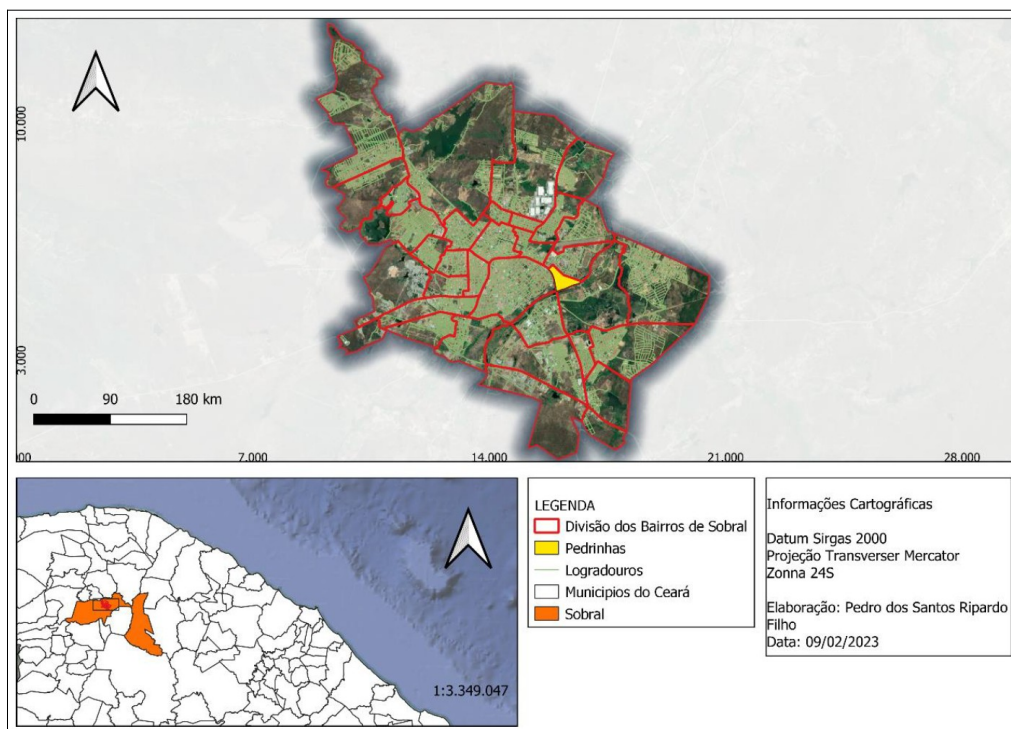 10.000
3.000
0 90 180 km
000 7.000 14.000 21.000 28.000
1:3.349.047
LEGENDA
Divisão dos Bairros de Sobral
Pedrinhas
Logradouros
Municipios do Ceará
Sobral
Informações Cartográficas
Datum Sirgas 2000
Projeção Transverser Mercator
Zonna 24S
Elaboração: Pedro dos Santos Ripardo
Filho
Data: 09/02/2023